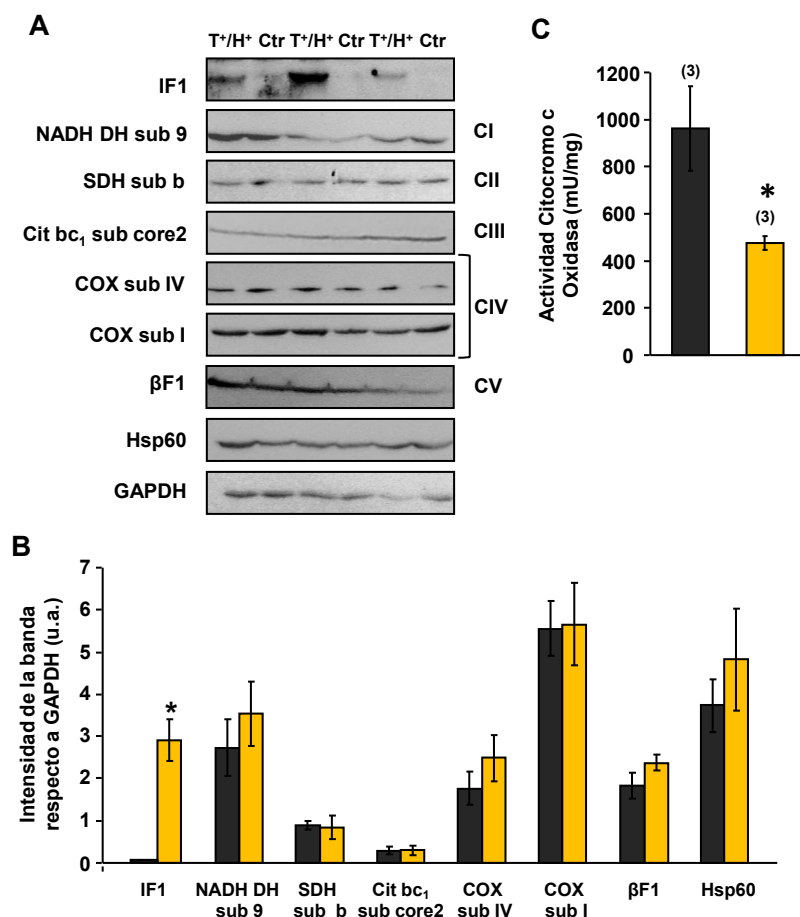 A
T⁺/H⁺ Ctr T⁺/H⁺ Ctr T⁺/H⁺ Ctr
IF1
NADH DH sub 9
CI
SDH sub b
CII
Cit bc₁ sub core2
CIII
COX sub IV
CIV
COX sub I
βF1
CV
Hsp60
GAPDH
C
Actividad Citocromo c
Oxidasa (mU/mg)
1200
1000
800
600
400
200
0
(3)
*
(3)
B
Intensidad de la banda
respecto a GAPDH (u.a.)
7
6
5
4
3
2
1
0
*
IF1
NADH DH
sub 9
SDH
sub b
Cit bc₁
sub core2
COX
sub IV
COX
sub I
βF1
Hsp60